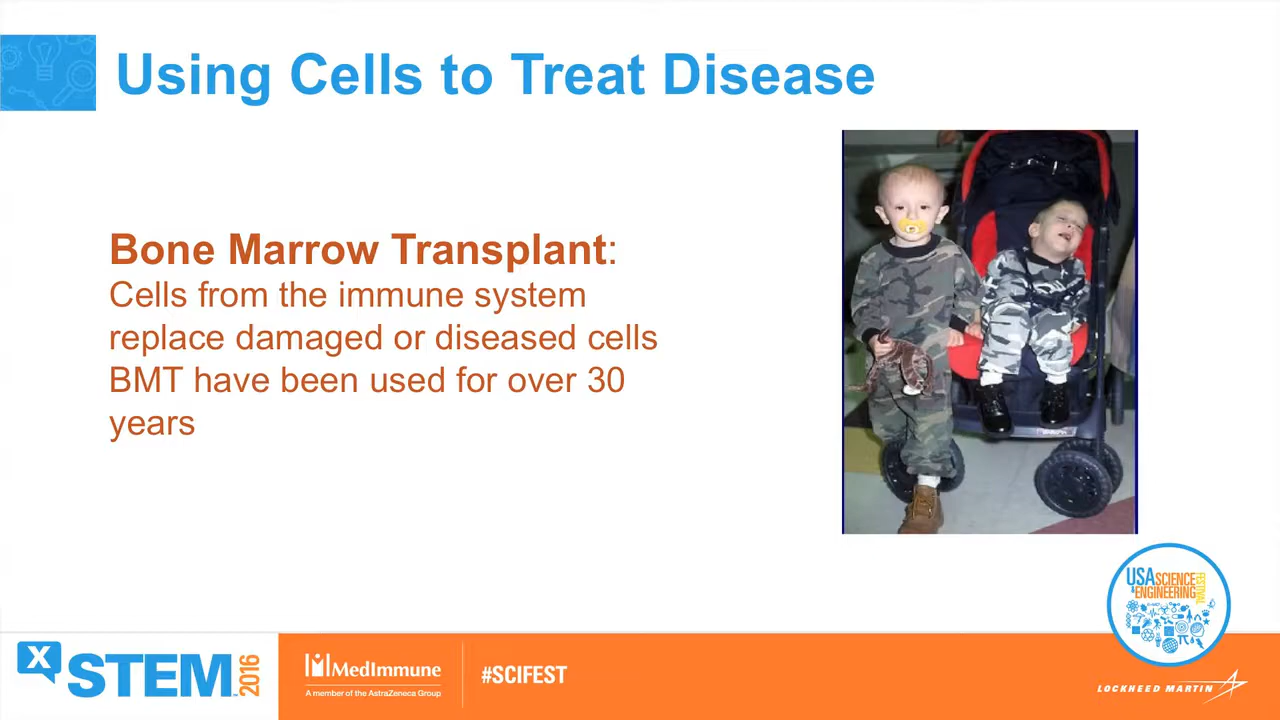 Using Cells to Treat Disease
Bone Marrow Transplant:
Cells from the immune system
replace damaged or diseased cells
BMT have been used for over 30
years
USA SCIENCE
& ENGINEERING
FESTIVAL
X
STEM 2016
MedImmune
A member of the AstraZeneca Group
#SCIFEST
LOCKHEED MARTIN